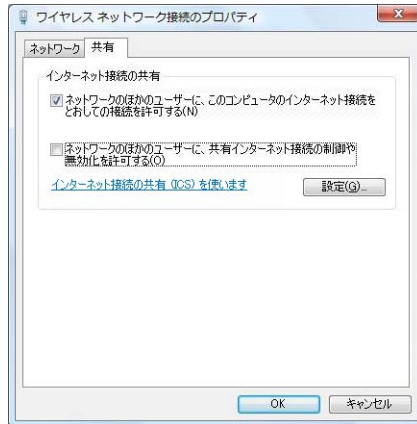 ワイヤレス ネットワーク接続のプロパティ
ネットワーク 共有
インターネット接続の共有
ネットワークのほかのユーザーに、このコンピュータのインターネット接続を
とおしての接続を許可する(N)
ネットワークのほかのユーザーに、共有インターネット接続の制御や
無効化を許可する(O)
インターネット接続の共有 (ICS) を使います
設定(G)...
OK キャンセル